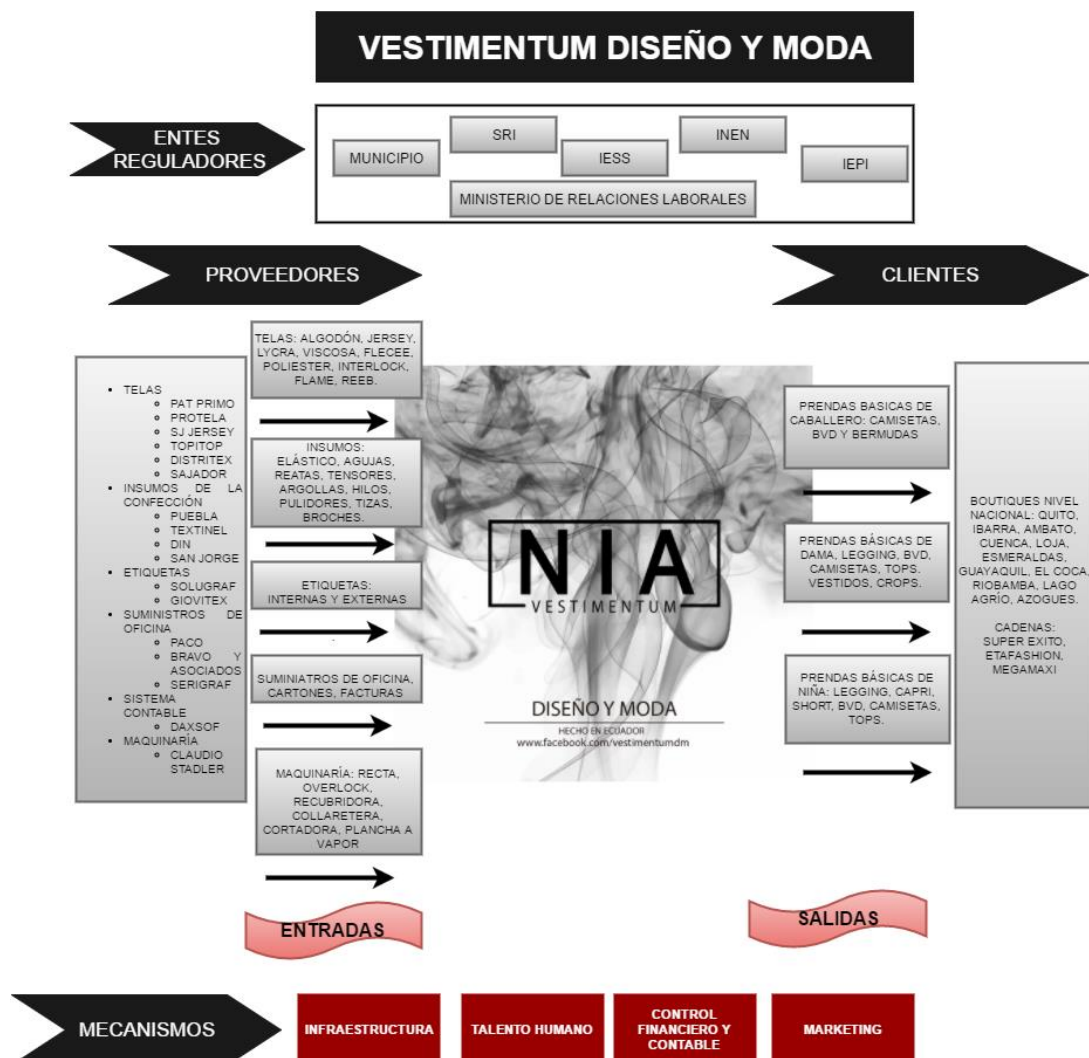 VESTIMENTUM DISEÑO Y MODA
ENTES
REGULADORES
MUNICIPIO
SRI
IESS
INEN
IEPI
MINISTERIO DE RELACIONES LABORALES
PROVEEDORES
CLIENTES
TELAS
PAT PRIMO
PROTELA
SJ JERSEY
TOPITOP
DISTRITEX
SAJADOR
INSUMOS DE LA
CONFECCIÓN
PUEBLA
TEXTINEL
DIN
SAN JORGE
ETIQUETAS
SOLUGRAF
GIOVITEX
SUMINISTROS DE
OFICINA
PACO
BRAVO Y
ASOCIADOS
SERIGRAF
SISTEMA
CONTABLE
DAXSOF
MAQUINARÍA
CLAUDIO
STADLER
TELAS: ALGODÓN, JERSEY,
LYCRA, VISCOSA, FLECEE,
POLIESTER, INTERLOCK,
FLAME, REEB.
INSUMOS:
ELÁSTICO, AGUJAS,
REATAS, TENSORES,
ARGOLLAS, HILOS,
PULIDORES, TIZAS,
BROCHES.
ETIQUETAS:
INTERNAS Y EXTERNAS
SUMINIATROS DE OFICINA,
CARTONES, FACTURAS
MAQUINARÌA: RECTA,
OVERLOCK,
RECUBRIDORA,
COLLARETERA,
CORTADORA, PLANCHA A
VAPOR
NIA
VESTIMENTUM
DISEÑO Y MODA
HECHO EN ECUADOR
www.facebook.com/vestimentumdm
PRENDAS BASICAS DE
CABALLERO: CAMISETAS,
BVD Y BERMUDAS
PRENDAS BÁSICAS DE
DAMA, LEGGING, BVD,
CAMISETAS, TOPS.
VESTIDOS, CROPS.
PRENDAS BÁSICAS DE
NIÑA: LEGGING, CAPRI,
SHORT, BVD, CAMISETAS,
TOPS.
BOUTIQUES NIVEL
NACIONAL: QUITO,
IBARRA, AMBATO,
CUENCA, LOJA,
ESMERALDAS,
GUAYAQUIL, EL COCA,
RIOBAMBA, LAGO
AGRÍO, AZOGUES.
CADENAS:
SUPER EXITO,
ETAFASHION,
MEGAMAXI
ENTRADAS
SALIDAS
MECANISMOS
INFRAESTRUCTURA
TALENTO HUMANO
CONTROL
FINANCIERO Y
CONTABLE
MARKETING